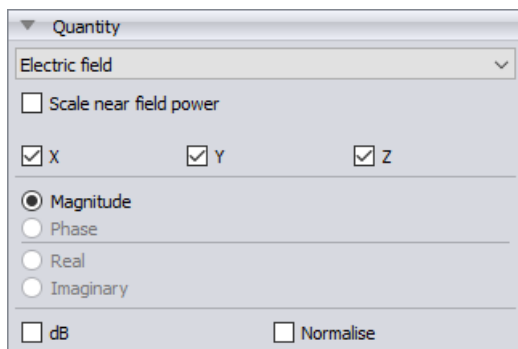 Quantity
Electric field
Scale near field power
X Y Z
Magnitude
Phase
Real
Imaginary
dB Normalise